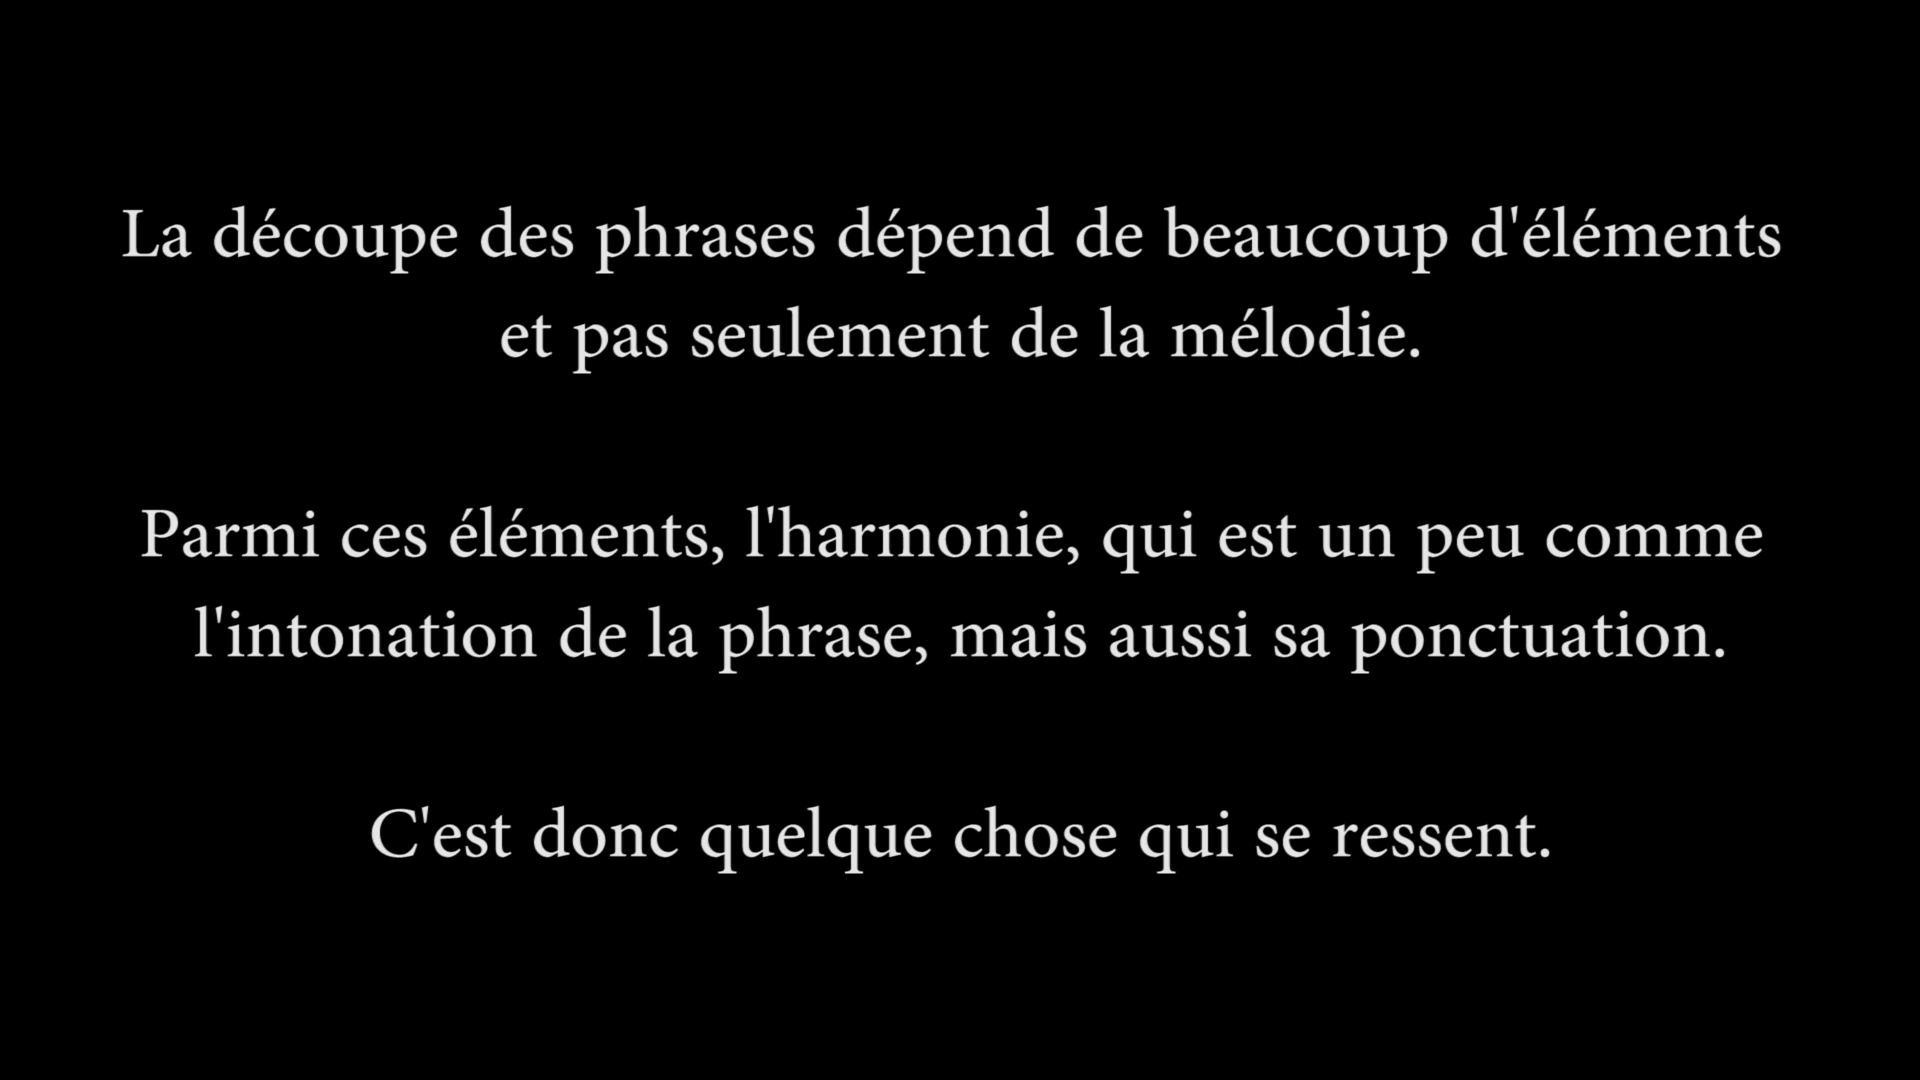 La découpe des phrases dépend de beaucoup d'éléments
et pas seulement de la mélodie.
Parmi ces éléments, l'harmonie, qui est un peu comme
l'intonation de la phrase, mais aussi sa ponctuation.
C'est donc quelque chose qui se ressent.